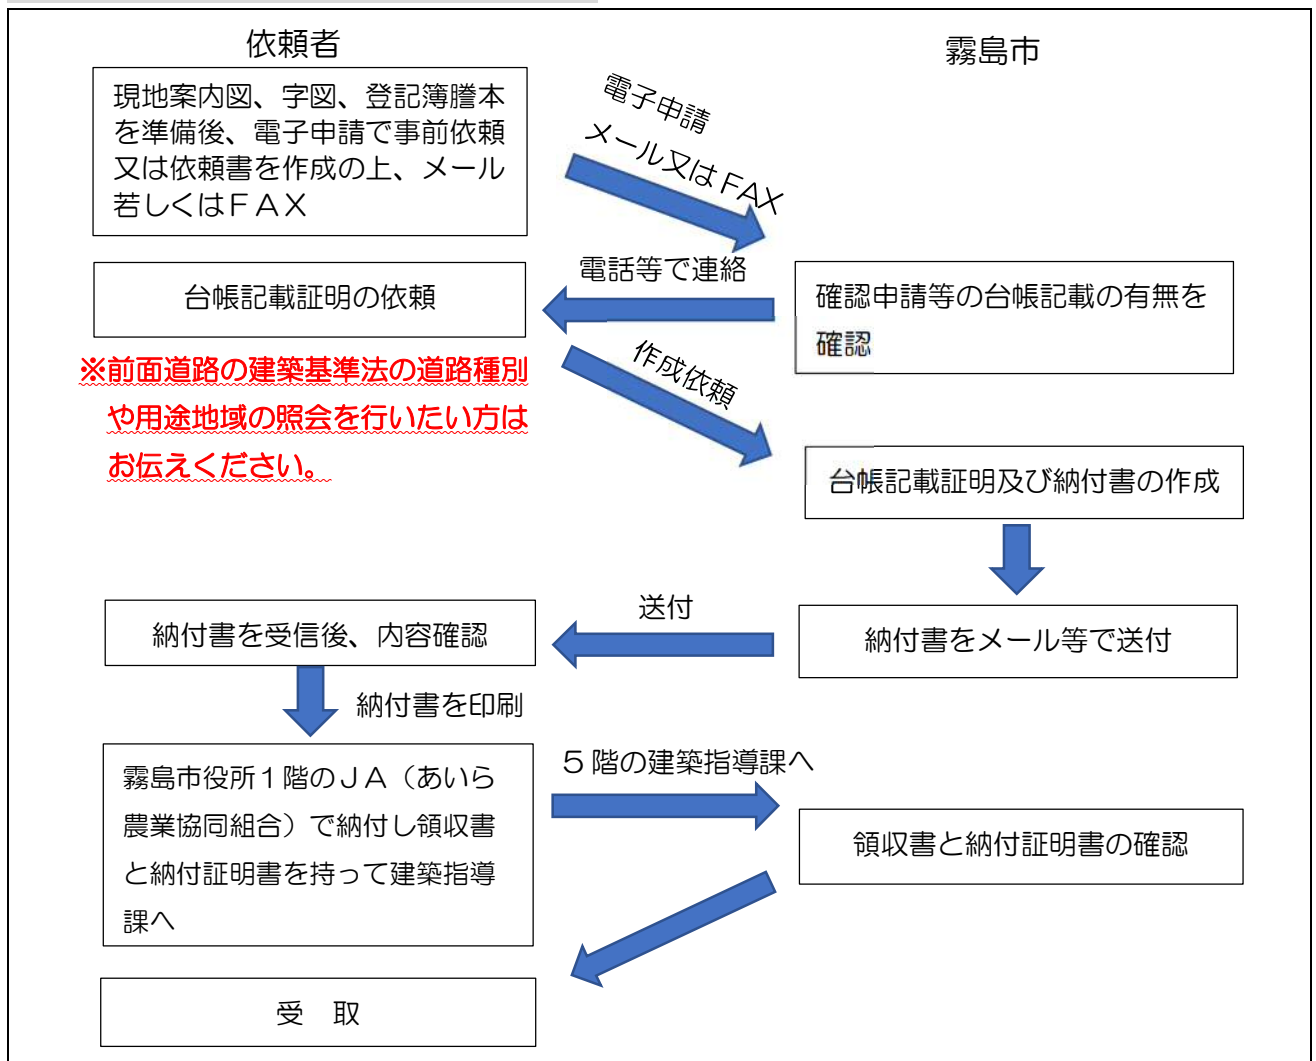 依頼者
霧島市
現地案内図、字図、登記簿謄本
を準備後、電子申請で事前依頼
又は依頼書を作成の上、メール
若しくはＦＡＸ
電子申請
メール又はＦＡＸ
電話等で連絡
台帳記載証明の依頼
確認申請等の台帳記載の有無を
確認
※前面道路の建築基準法の道路種別
や用途地域の照会を行いたい方は
お伝えください。
作成依頼
台帳記載証明及び納付書の作成
送付
納付書を受信後、内容確認
納付書をメール等で送付
納付書を印刷
霧島市役所１階のＪＡ（あいら
農業協同組合）で納付し領収書
と納付証明書を持って建築指導
課へ
５階の建築指導課へ
領収書と納付証明書の確認
受　取